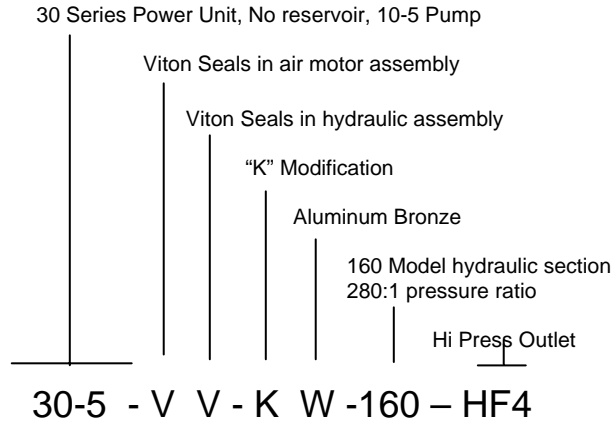 30 Series Power Unit, No reservoir, 10-5 Pump
Viton Seals in air motor assembly
Viton Seals in hydraulic assembly
“K” Modification
Aluminum Bronze
160 Model hydraulic section
280:1 pressure ratio
Hi Press Outlet
30-5 - V V - K W -160 – HF4